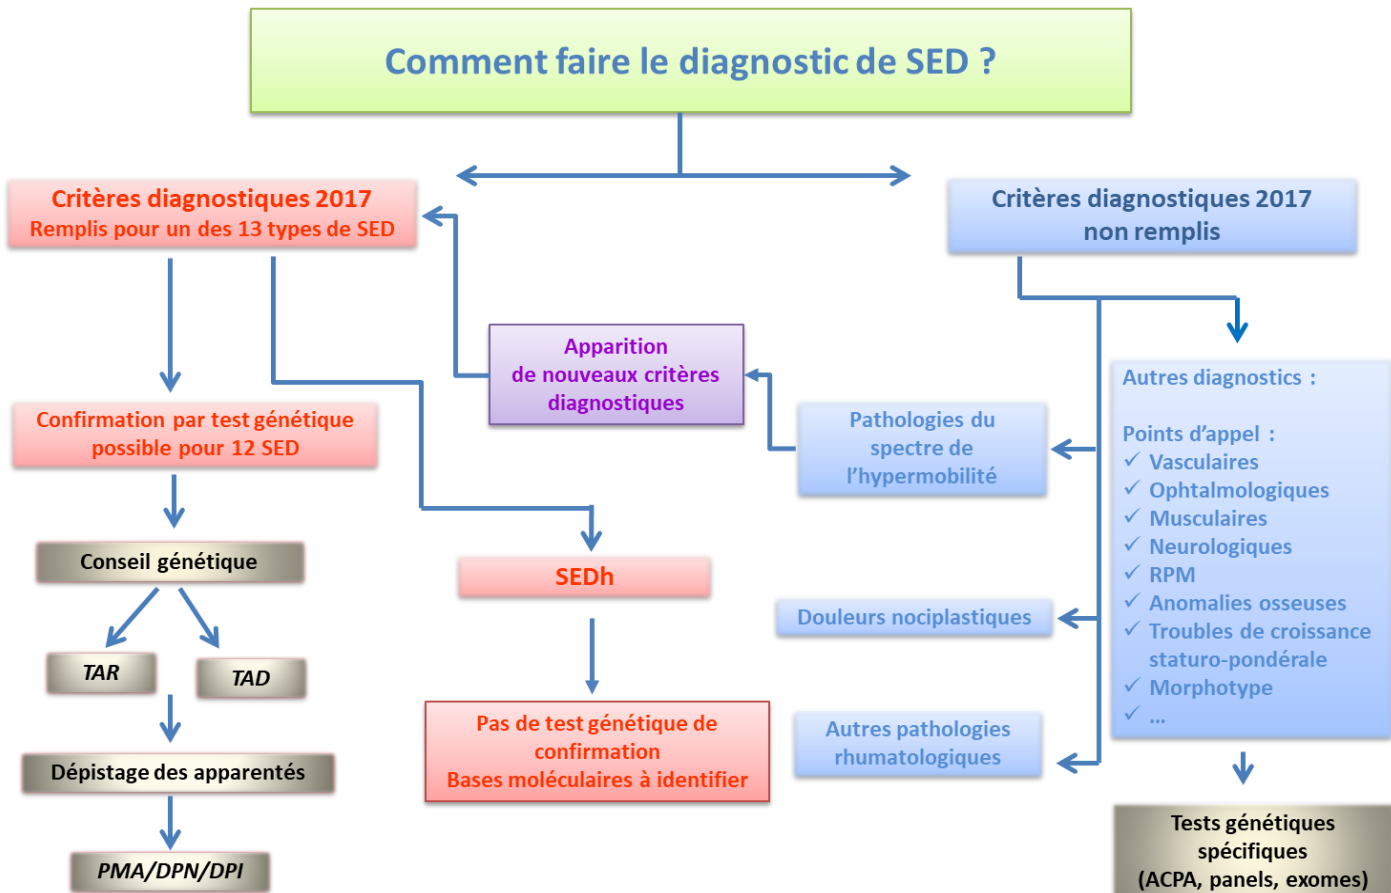 Comment faire le diagnostic de SED ?
Critères diagnostiques 2017
Remplis pour un des 13 types de SED
Critères diagnostiques 2017
non remplis
Apparition
de nouveaux critères
diagnostiques
Autres diagnostics :
Points d’appel :
✓ Vasculaires
✓ Ophtalmologiques
✓ Musculaires
✓ Neurologiques
✓ RPM
✓ Anomalies osseuses
✓ Troubles de croissance
staturo-pondérale
✓ Morphotype
✓ ...
Confirmation par test génétique
possible pour 12 SED
Pathologies du
spectre de
l’hypermobilité
Conseil génétique
SEDh
Douleurs nociplastiques
TAR
TAD
Pas de test génétique de
confirmation
Bases moléculaires à identifier
Autres pathologies
rhumatologiques
Dépistage des apparentés
Tests génétiques
spécifiques
(ACPA, panels, exomes)
PMA/DPN/DPI